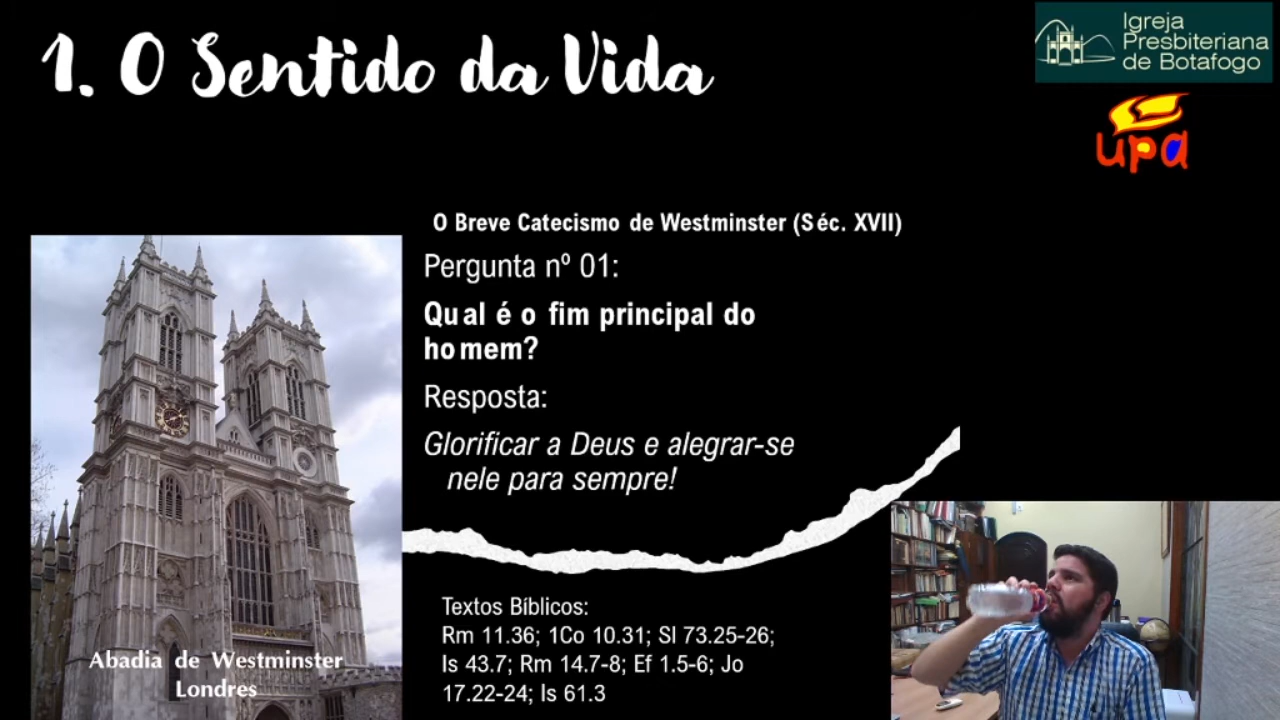 1. O Sentido da Vida
Igreja
Presbiteriana
de Botafogo
upa
O Breve Catecismo de Westminster (Séc. XVII)
Pergunta nº 01:
Qual é o fim principal do
homem?
Resposta:
Glorificar a Deus e alegrar-se
nele para sempre!
Textos Bíblicos:
Rm 11.36; 1Co 10.31; Sl 73.25-26;
Is 43.7; Rm 14.7-8; Ef 1.5-6; Jo
17.22-24; Is 61.3
Abadia de Westminster
Londres